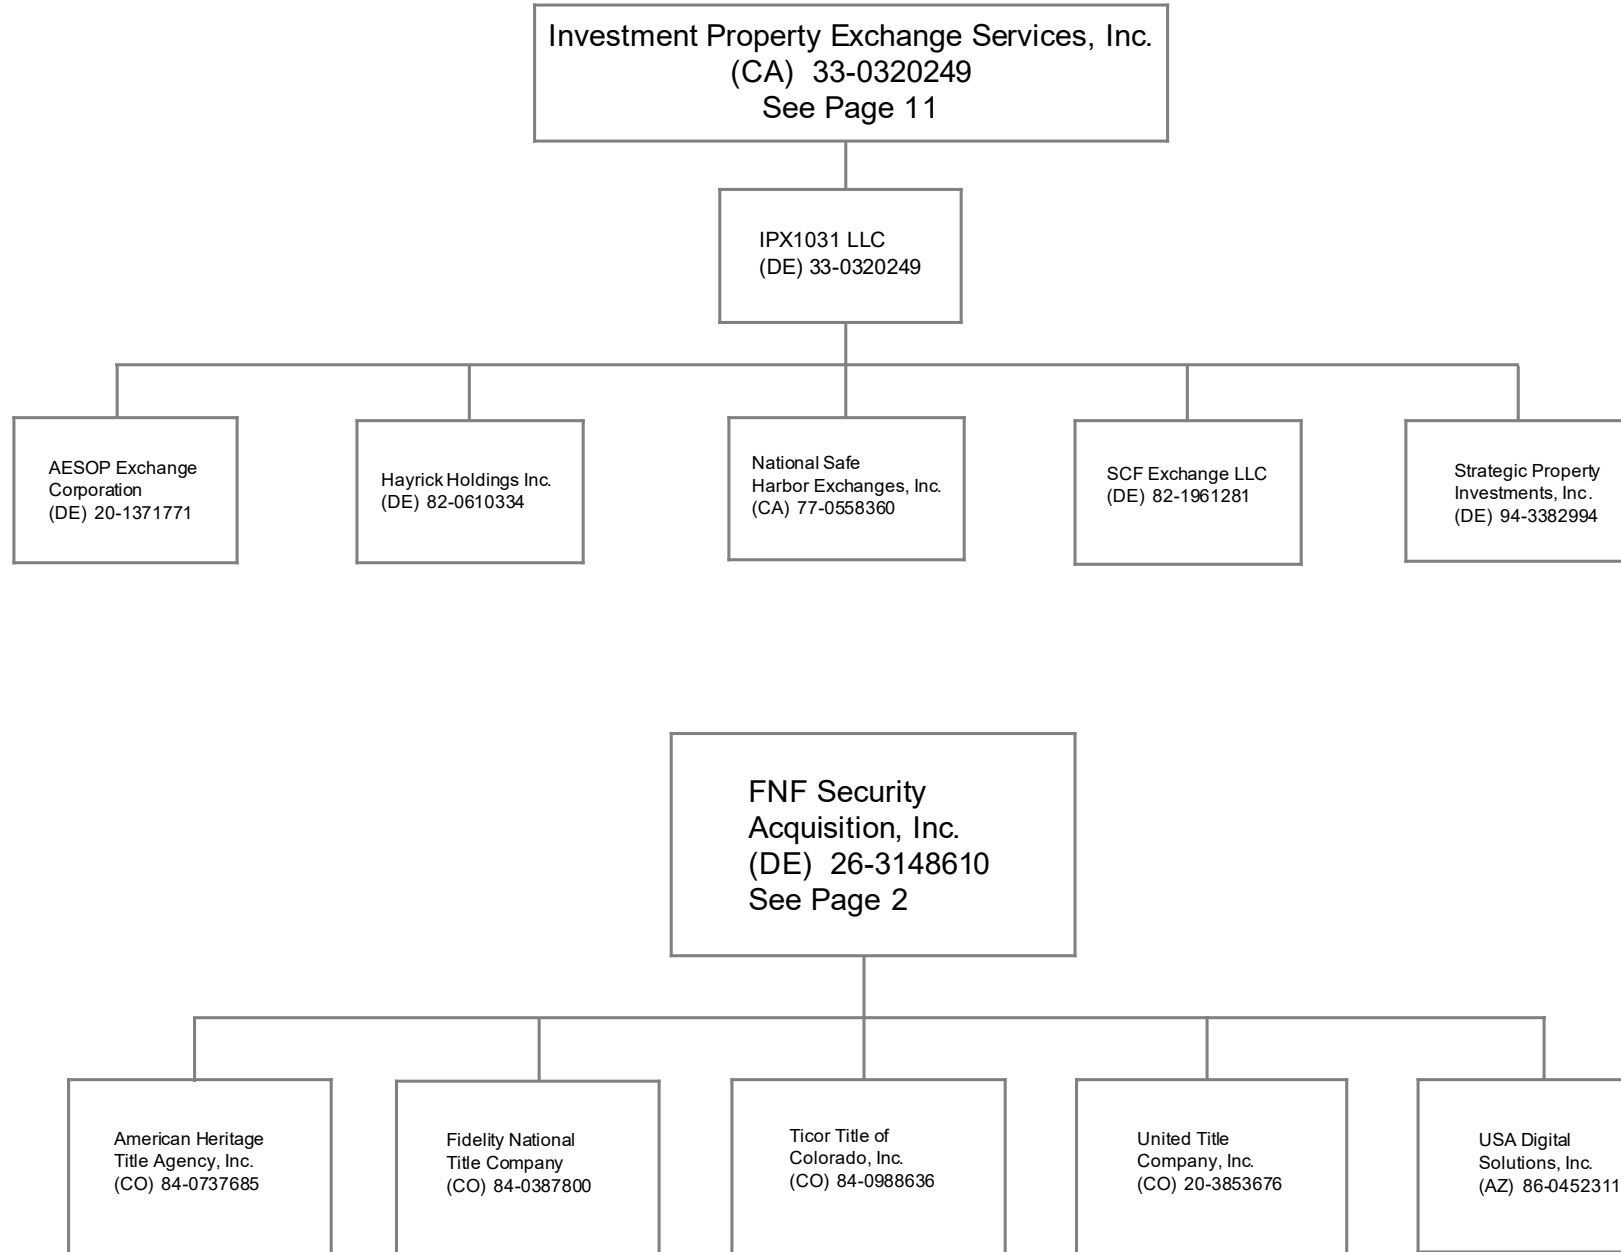 Investment Property Exchange Services, Inc.
(CA) 33-0320249
See Page 11
IPX1031 LLC
(DE) 33-0320249
AESOP Exchange
Corporation
(DE) 20-1371771
Hayrick Holdings Inc.
(DE) 82-0610334
National Safe
Harbor Exchanges, Inc.
(CA) 77-0558360
SCF Exchange LLC
(DE) 82-1961281
Strategic Property
Investments, Inc.
(DE) 94-3382994
FNF Security
Acquisition, Inc.
(DE) 26-3148610
See Page 2
American Heritage
Title Agency, Inc.
(CO) 84-0737685
Fidelity National
Title Company
(CO) 84-0387800
Ticor Title of
Colorado, Inc.
(CO) 84-0988636
United Title
Company, Inc.
(CO) 20-3853676
USA Digital
Solutions, Inc.
(AZ) 86-0452311